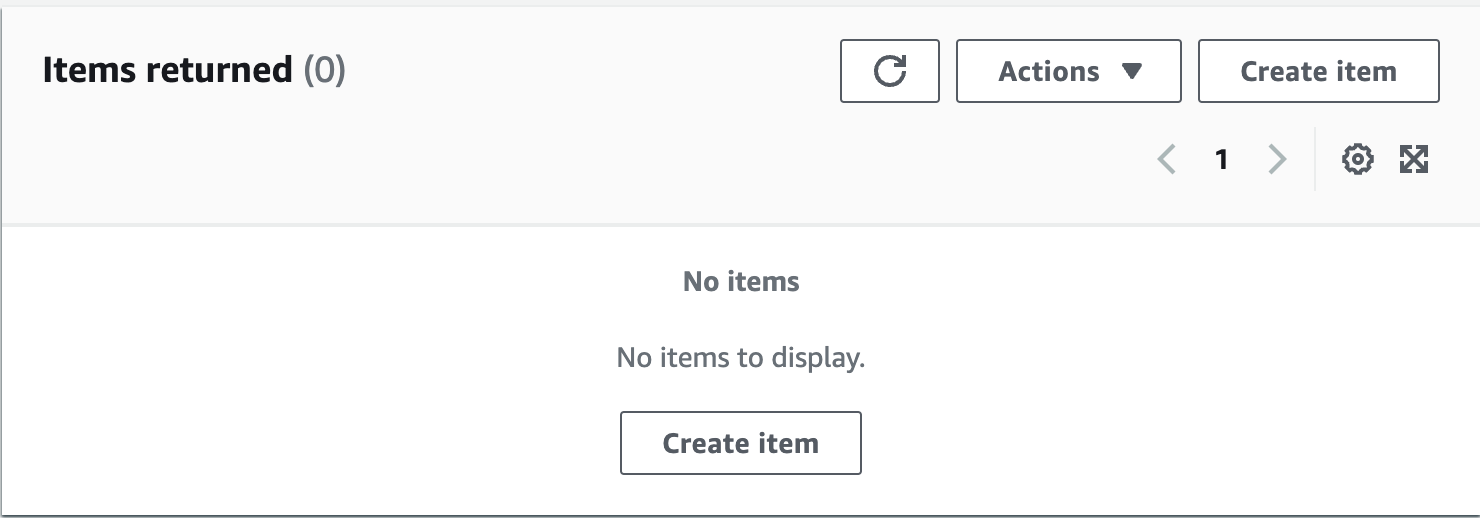 Items returned (0)
Actions
Create item
1
No items
No items to display.
Create item